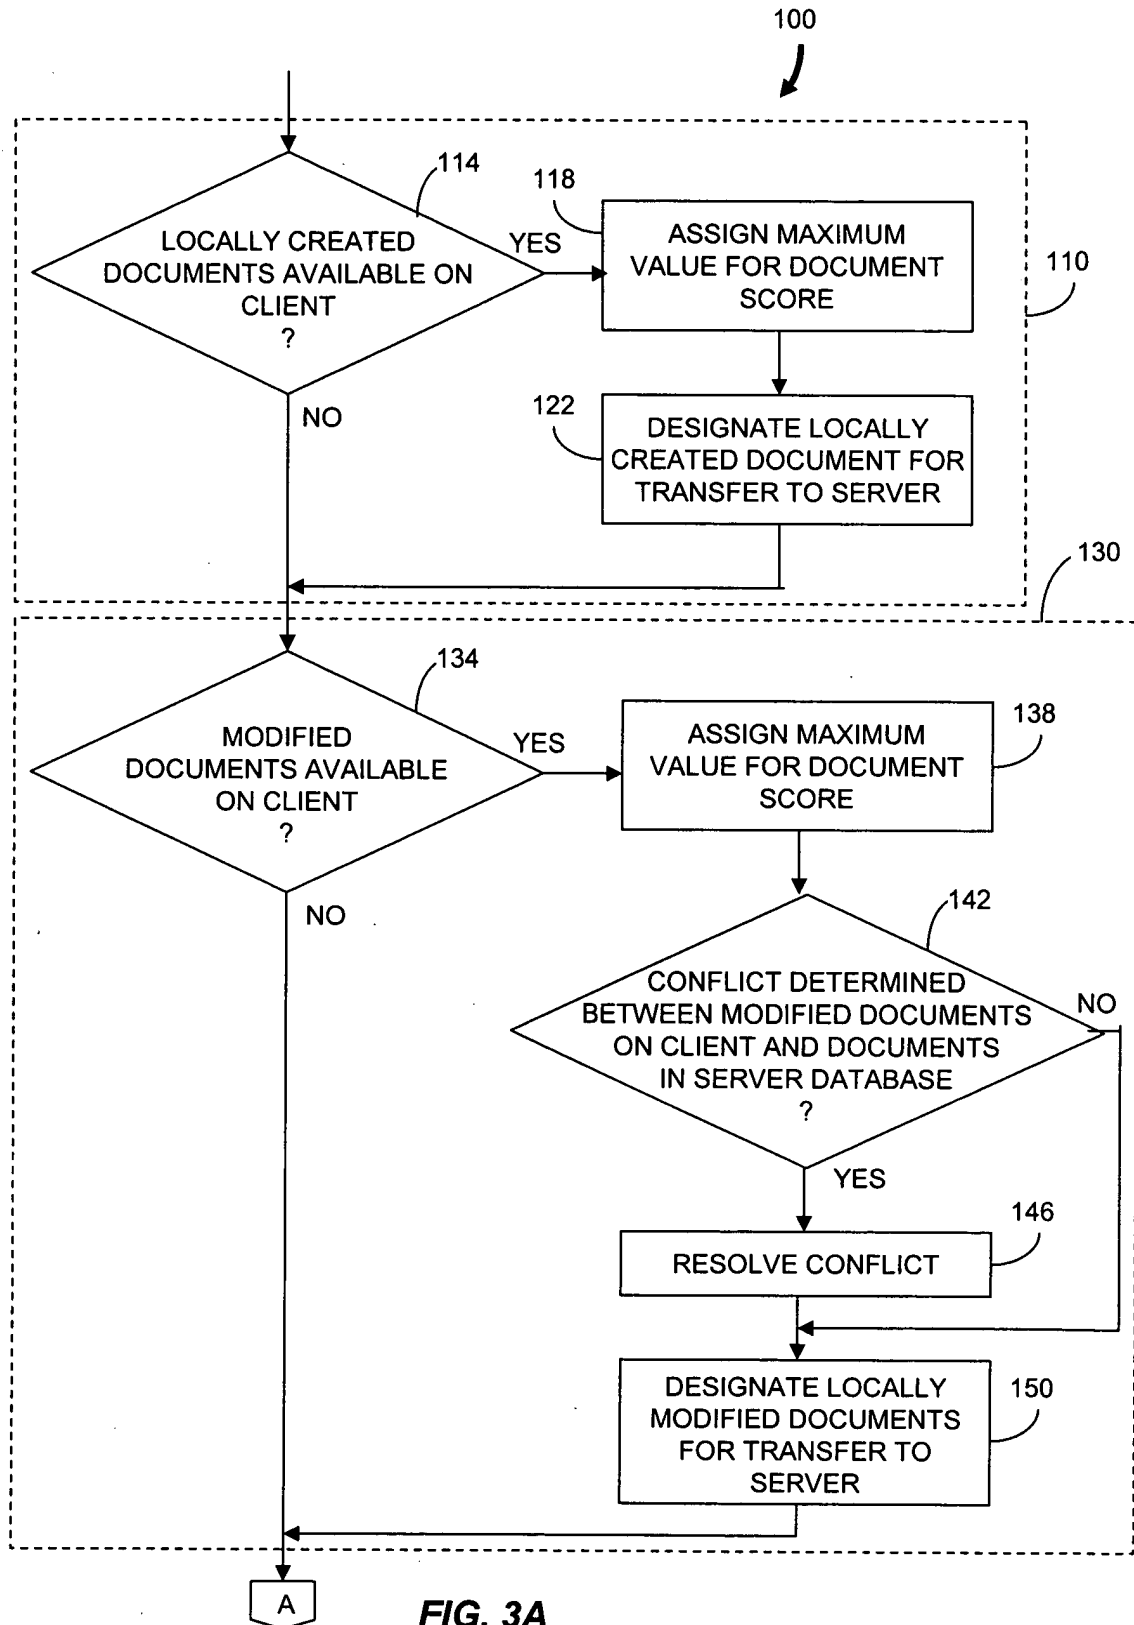 100
114
LOCALLY CREATED
DOCUMENTS AVAILABLE ON
CLIENT
?
YES
NO
118
ASSIGN MAXIMUM
VALUE FOR DOCUMENT
SCORE
110
122
DESIGNATE LOCALLY
CREATED DOCUMENT FOR
TRANSFER TO SERVER
130
134
MODIFIED
DOCUMENTS AVAILABLE
ON CLIENT
?
YES
NO
138
ASSIGN MAXIMUM
VALUE FOR DOCUMENT
SCORE
142
CONFLICT DETERMINED
BETWEEN MODIFIED DOCUMENTS
ON CLIENT AND DOCUMENTS
IN SERVER DATABASE
?
NO
YES
146
RESOLVE CONFLICT
150
DESIGNATE LOCALLY
MODIFIED DOCUMENTS
FOR TRANSFER TO
SERVER
A
FIG. 3A